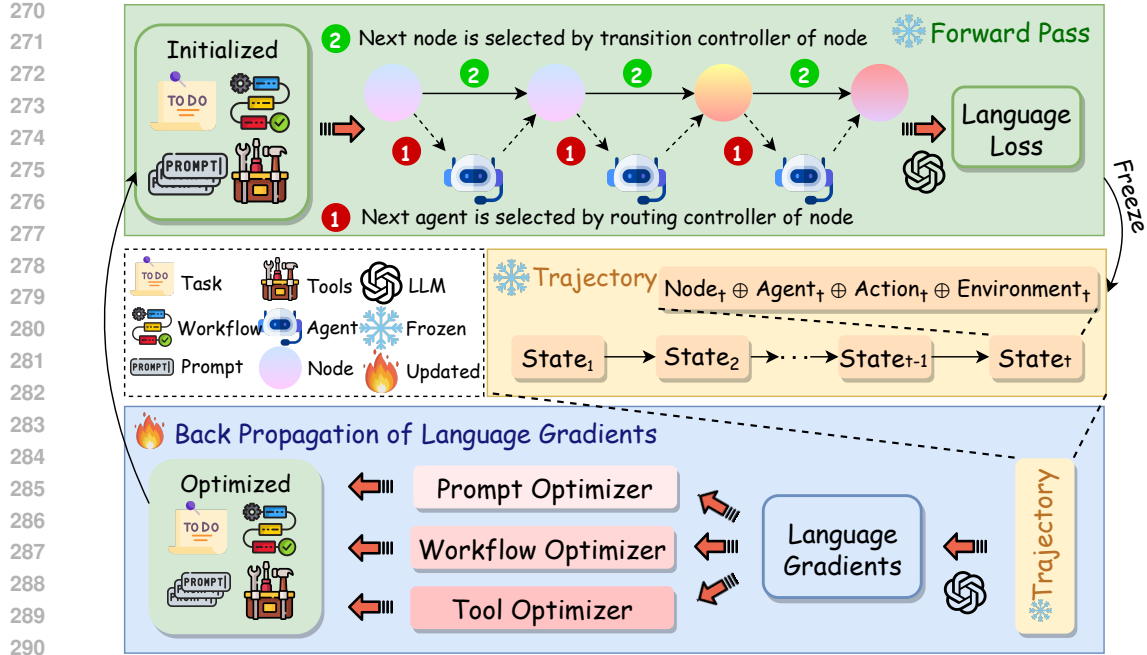 270
271
272
273
274
275
276
277
278
279
280
281
282
283
284
285
286
287
288
289
290
Initialized
TO DO
PROMPT
2 Next node is selected by transition controller of node
Forward Pass
2
2
2
1
1
1
1 Next agent is selected by routing controller of node
Language
Loss
Freeze
TO DO
Task
Tools
LLM
Workflow
Agent
Frozen
PROMPT
Prompt
Node
Updated
Trajectory
Nodeₜ ⊕ Agentₜ ⊕ Actionₜ ⊕ Environmentₜ
State₁
State₂
· · ·
Stateₜ₋₁
Stateₜ
Back Propagation of Language Gradients
Optimized
TO DO
PROMPT
Prompt Optimizer
Workflow Optimizer
Tool Optimizer
Language
Gradients
Trajectory